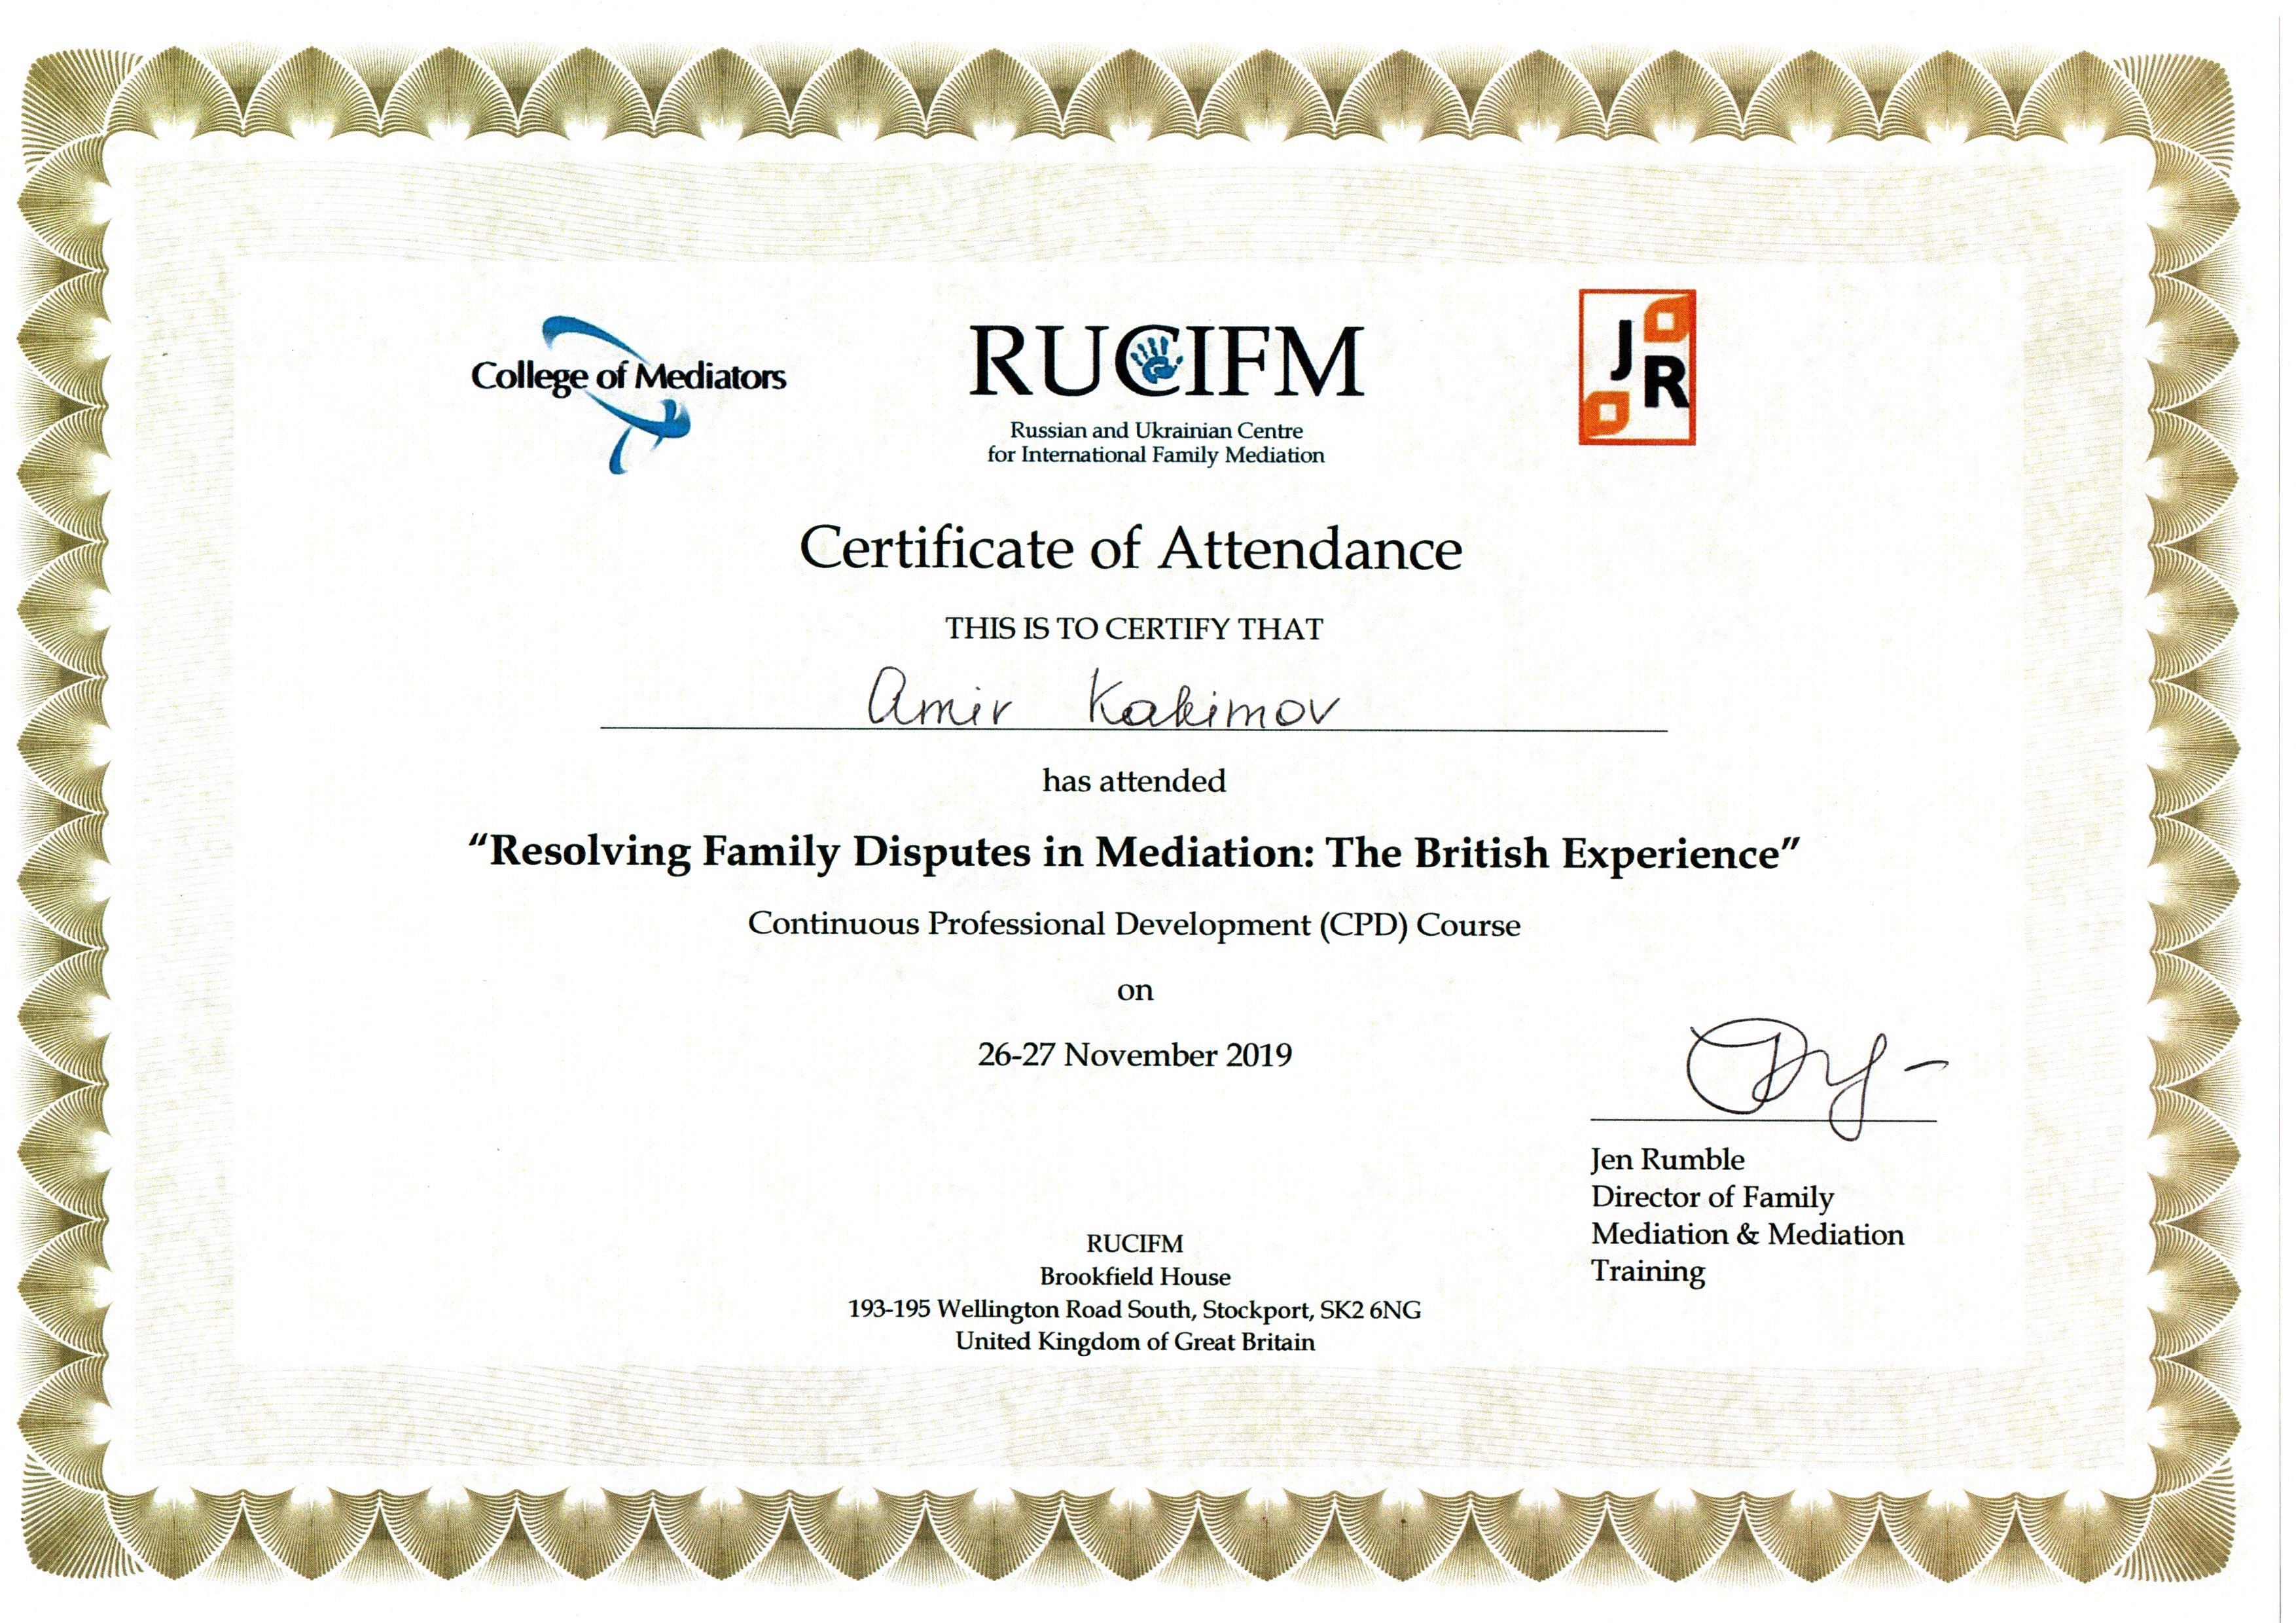 College of Mediators
RUCIFM
Russian and Ukrainian Centre
for International Family Mediation
J
R
Certificate of Attendance
THIS IS TO CERTIFY THAT
Amir Kakimov
has attended
“Resolving Family Disputes in Mediation: The British Experience”
Continuous Professional Development (CPD) Course
on
26-27 November 2019
Jen Rumble
Director of Family
Mediation & Mediation
Training
RUCIFM
Brookfield House
193-195 Wellington Road South, Stockport, SK2 6NG
United Kingdom of Great Britain